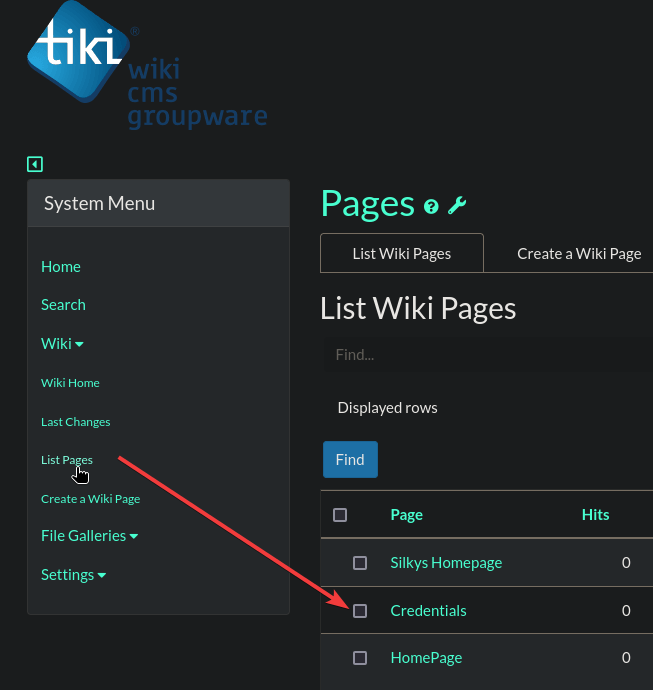 tiki
®
wiki
cms
groupware
System Menu
Home
Search
Wiki
Wiki Home
Last Changes
List Pages
Create a Wiki Page
File Galleries
Settings
Pages
List Wiki Pages
Create a Wiki Page
List Wiki Pages
Find...
Displayed rows
Find
Page Hits
Silkys Homepage 0
Credentials 0
HomePage 0